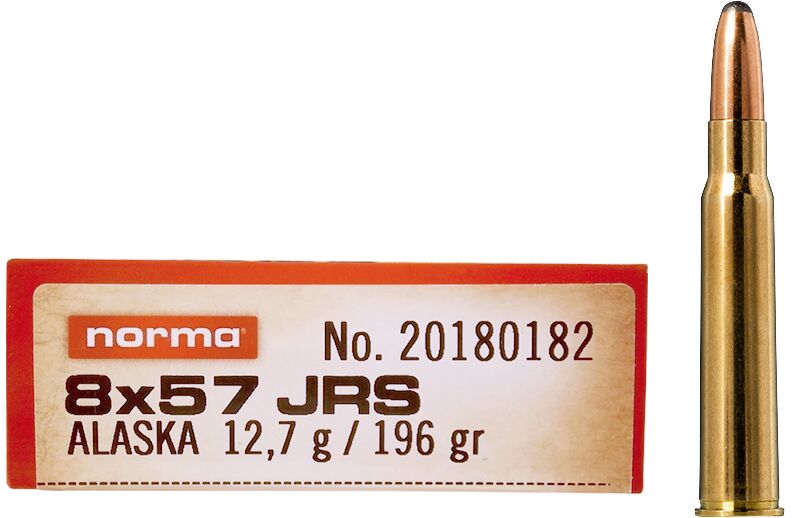 norma
No. 20180182
8x57 JRS
ALASKA 12,7 g / 196 gr